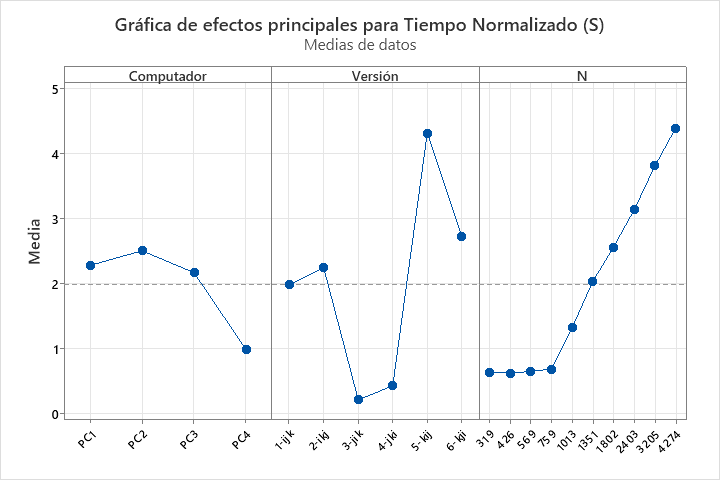 Gráfica de efectos principales para Tiempo Normalizado (S)
Medias de datos
Computador
Versión
N
Media
5
4
3
2
1
0
PC1
PC2
PC3
PC4
1-ijk
2-ikj
3-jik
4-jki
5- kij
6-kji
319
426
569
759
1013
1351
1802
2403
3205
4274